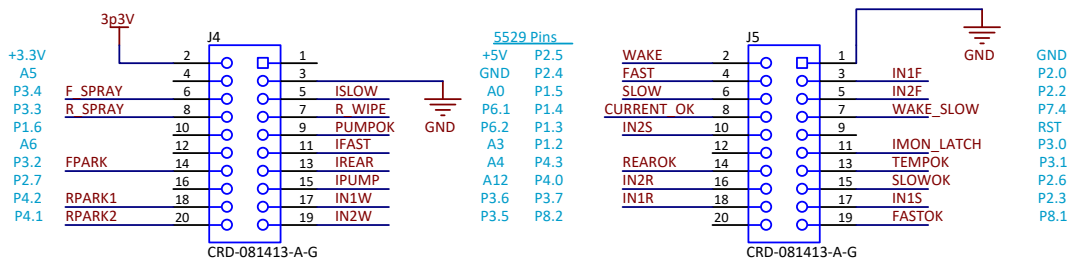 3p3V
J4 5529 Pins J5
+3.3V 2 1 +5V P2.5 WAKE 2 1 GND GND
A5 4 3 GND P2.4 FAST 4 3 IN1F P2.0
P3.4 F_SPRAY 6 5 ISLOW A0 P1.5 SLOW 6 5 IN2F P2.2
P3.3 R_SPRAY 8 7 R_WIPE GND P6.1 P1.4 CURRENT_OK 8 7 WAKE_SLOW P7.4
P1.6 10 9 PUMPOK P6.2 P1.3 IN2S 10 9 RST
A6 12 11 IFAST A3 P1.2 12 11 IMON_LATCH P3.0
P3.2 FPARK 14 13 IREAR A4 P4.3 REAROK 14 13 TEMPOK P3.1
P2.7 16 15 IPUMP A12 P4.0 IN2R 16 15 SLOWOK P2.6
P4.2 RPARK1 18 17 IN1W P3.6 P3.7 IN1R 18 17 IN1S P2.3
P4.1 RPARK2 20 19 IN2W P3.5 P8.2 20 19 FASTOK P8.1
CRD-081413-A-G CRD-081413-A-G